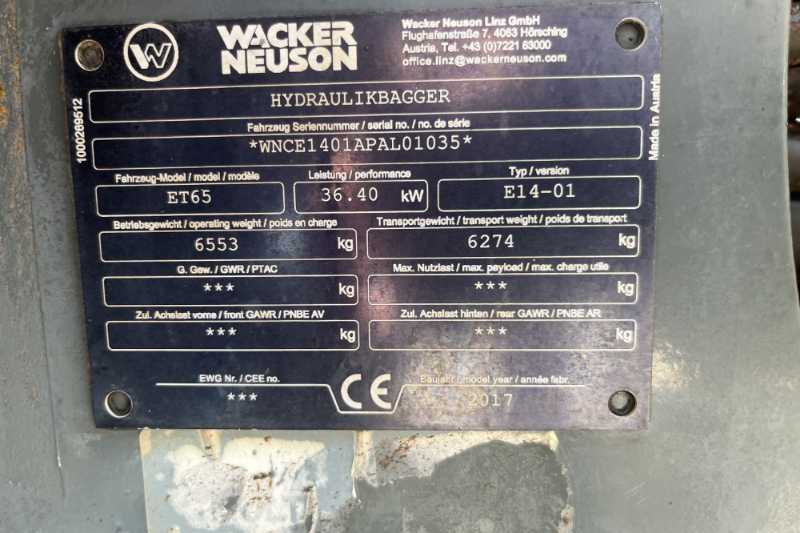 W
WACKER
NEUSON
Wacker Neuson Linz GmbH
Flughafenstraße 7, 4063 Hörsching
Austria, Tel. +43 (0)7221 63000
office.linz@wackerneuson.com
1000269512
HYDRAULIKBAGGER
Made in Austria
Fahrzeug Seriennummer / serial no. / no. de série
*WNCE1401APAL01035*
Fahrzeug-Model / model / modèle Leistung / performance Typ / version
ET65 36.40 kW E14-01
Betriebsgewicht / operating weight / poids en charge Transportgewicht / transport weight / poids de transport
6553 kg 6274 kg
G. Gew. / GWR / PTAC Max. Nutzlast / max. payload / max. charge utile
*** kg *** kg
Zul. Achslast vorne / front GAWR / PNBE AV Zul. Achslast hinten / rear GAWR / PNBE AR
*** kg *** kg
EWG Nr. / CEE no. CE Baujahr / model year / année fabr.
*** 2017